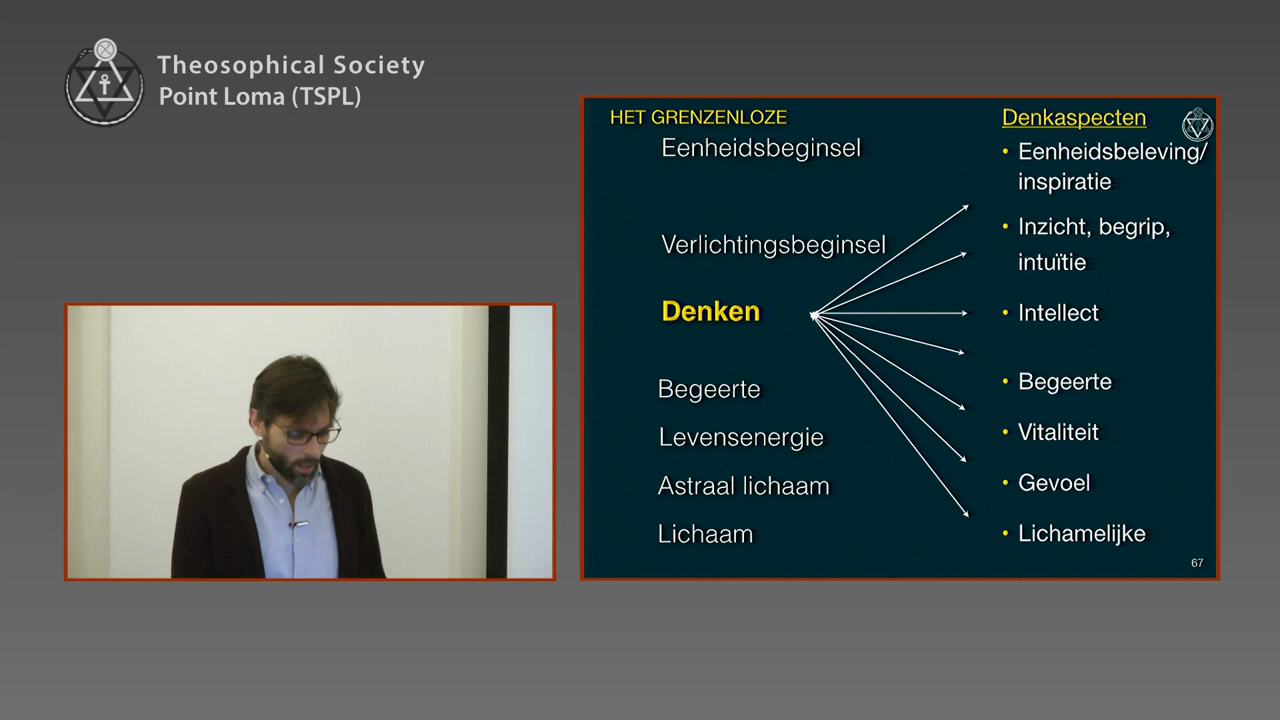 Theosophical Society
Point Loma (TSPL)
HET GRENZENLOZE
Eenheidsbeginsel
Verlichtingsbeginsel
Denken
Begeerte
Levensenergie
Astraal lichaam
Lichaam
Denkaspecten
• Eenheidsbeleving/
inspiratie
• Inzicht, begrip,
intuïtie
• Intellect
• Begeerte
• Vitaliteit
• Gevoel
• Lichamelijke
67